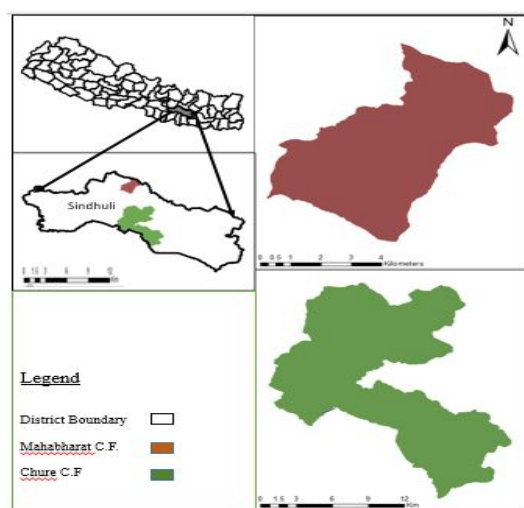 N
Sindhuli
0 1.5 3 6 9 12
0 0.5 1 2 3 4
Kilometers
Legend
District Boundary
Mahabharat C.F.
Chure C.F
0 1.5 3 6 9 12
Km